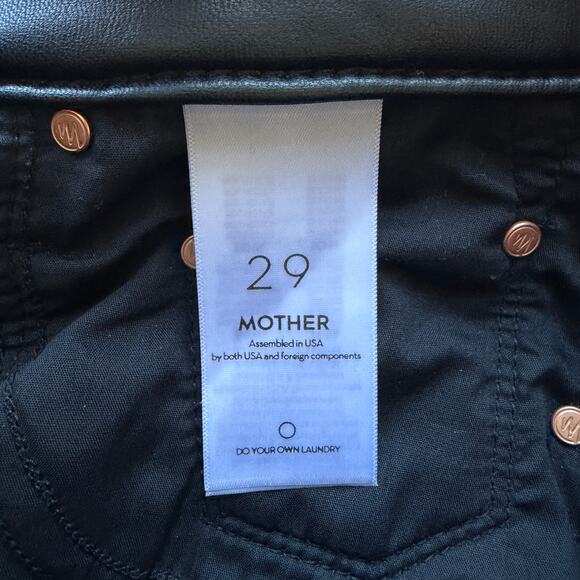 29
MOTHER
Assembled in USA
by both USA and foreign components
DO YOUR OWN LAUNDRY